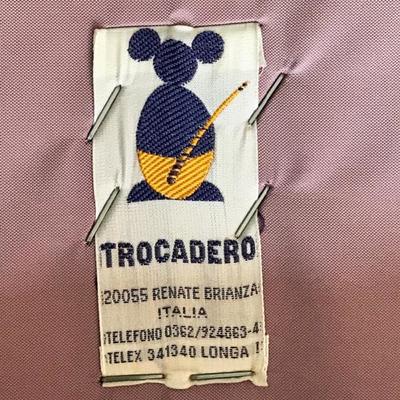 TROCADERO
20055 RENATE BRIANZA
ITALIA
TELEFONO 0362/924863-4
TELEX 341340 LONGA I